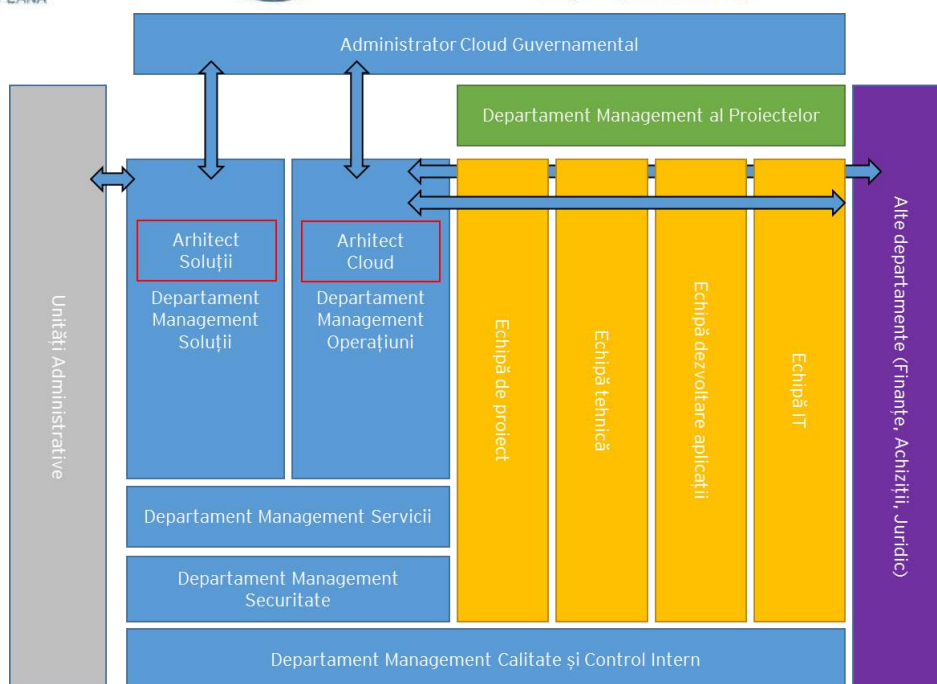 Administrator Cloud Guvernamental
Departament Management al Proiectelor
Unități Administrative
Arhitect
Soluții
Departament
Management
Soluții
Arhitect
Cloud
Departament
Management
Operațiuni
Echipă de proiect
Echipă tehnică
Echipă dezvoltare aplicații
Echipă IT
Alte departamente (Finanțe, Achiziții, Juridic)
Departament Management Servicii
Departament Management
Securitate
Departament Management Calitate și Control Intern